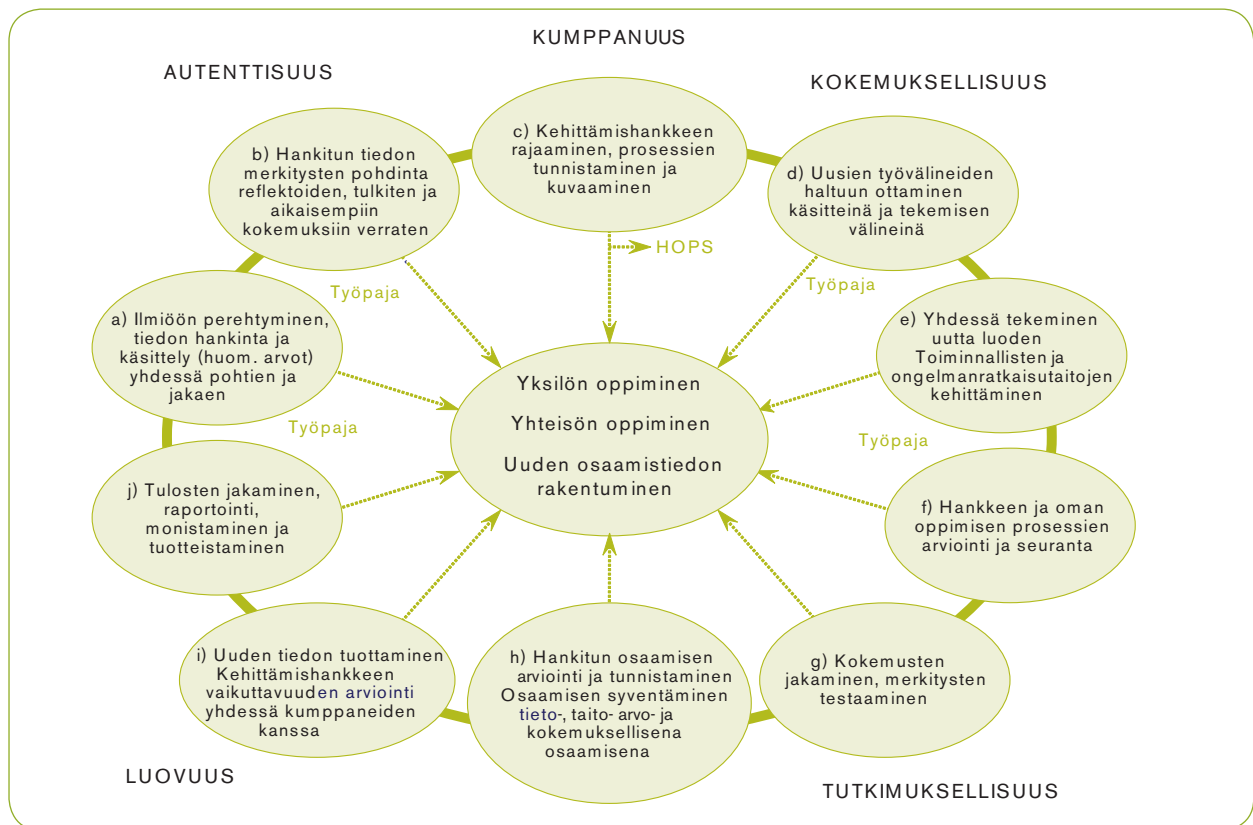 KUMPPANUUS
AUTENTTISUUS
KOKEMUKSELLISUUS
c) Kehittämishankkeen
rajaaminen, prosessien
tunnistaminen ja
kuvaaminen
b) Hankitun tiedon
merkitysten pohdinta
reflektoiden, tulkiten ja
aikaisempiin
kokemuksiin verraten
d) Uusien työvälineiden
haltuun ottaminen
käsitteinä ja tekemisen
välineinä
HOPS
Työpaja
Työpaja
a) Ilmiöön perehtyminen,
tiedon hankinta ja
käsittely (huom. arvot)
yhdessä pohtien ja
jakaen
e) Yhdessä tekeminen
uutta luoden
Toiminnallisten ja
ongelmanratkaisutaitojen
kehittäminen
Yksilön oppiminen
Yhteisön oppiminen
Uuden osaamistiedon
rakentuminen
Työpaja
Työpaja
j) Tulosten jakaminen,
raportointi,
monistaminen ja
tuotteistaminen
f) Hankkeen ja oman
oppimisen prosessien
arviointi ja seuranta
i) Uuden tiedon tuottaminen
Kehittämishankkeen
vaikuttavuuden arviointi
yhdessä kumppaneiden
kanssa
h) Hankitun osaamisen
arviointi ja tunnistaminen
Osaamisen syventäminen
tieto-, taito- arvo- ja
kokemuksellisena
osaamisena
g) Kokemusten
jakaminen, merkitysten
testaaminen
LUOVUUS
TUTKIMUKSELLISUUS